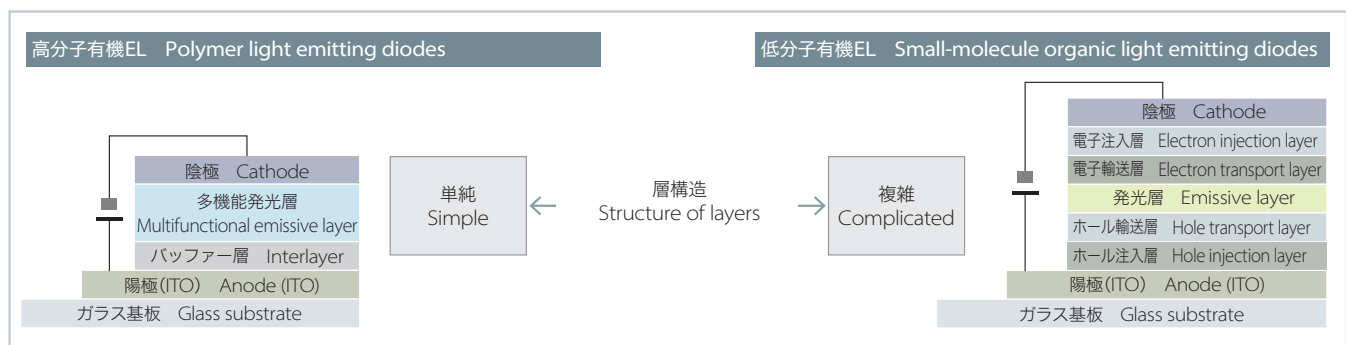 高分子有機EL Polymer light emitting diodes
陰極 Cathode
多機能発光層
Multifunctional emissive layer
バッファー層 Interlayer
陽極(ITO) Anode (ITO)
ガラス基板 Glass substrate
単純
Simple
層構造
Structure of layers
複雑
Complicated
低分子有機EL Small-molecule organic light emitting diodes
陰極 Cathode
電子注入層 Electron injection layer
電子輸送層 Electron transport layer
発光層 Emissive layer
ホール輸送層 Hole transport layer
ホール注入層 Hole injection layer
陽極(ITO) Anode (ITO)
ガラス基板 Glass substrate